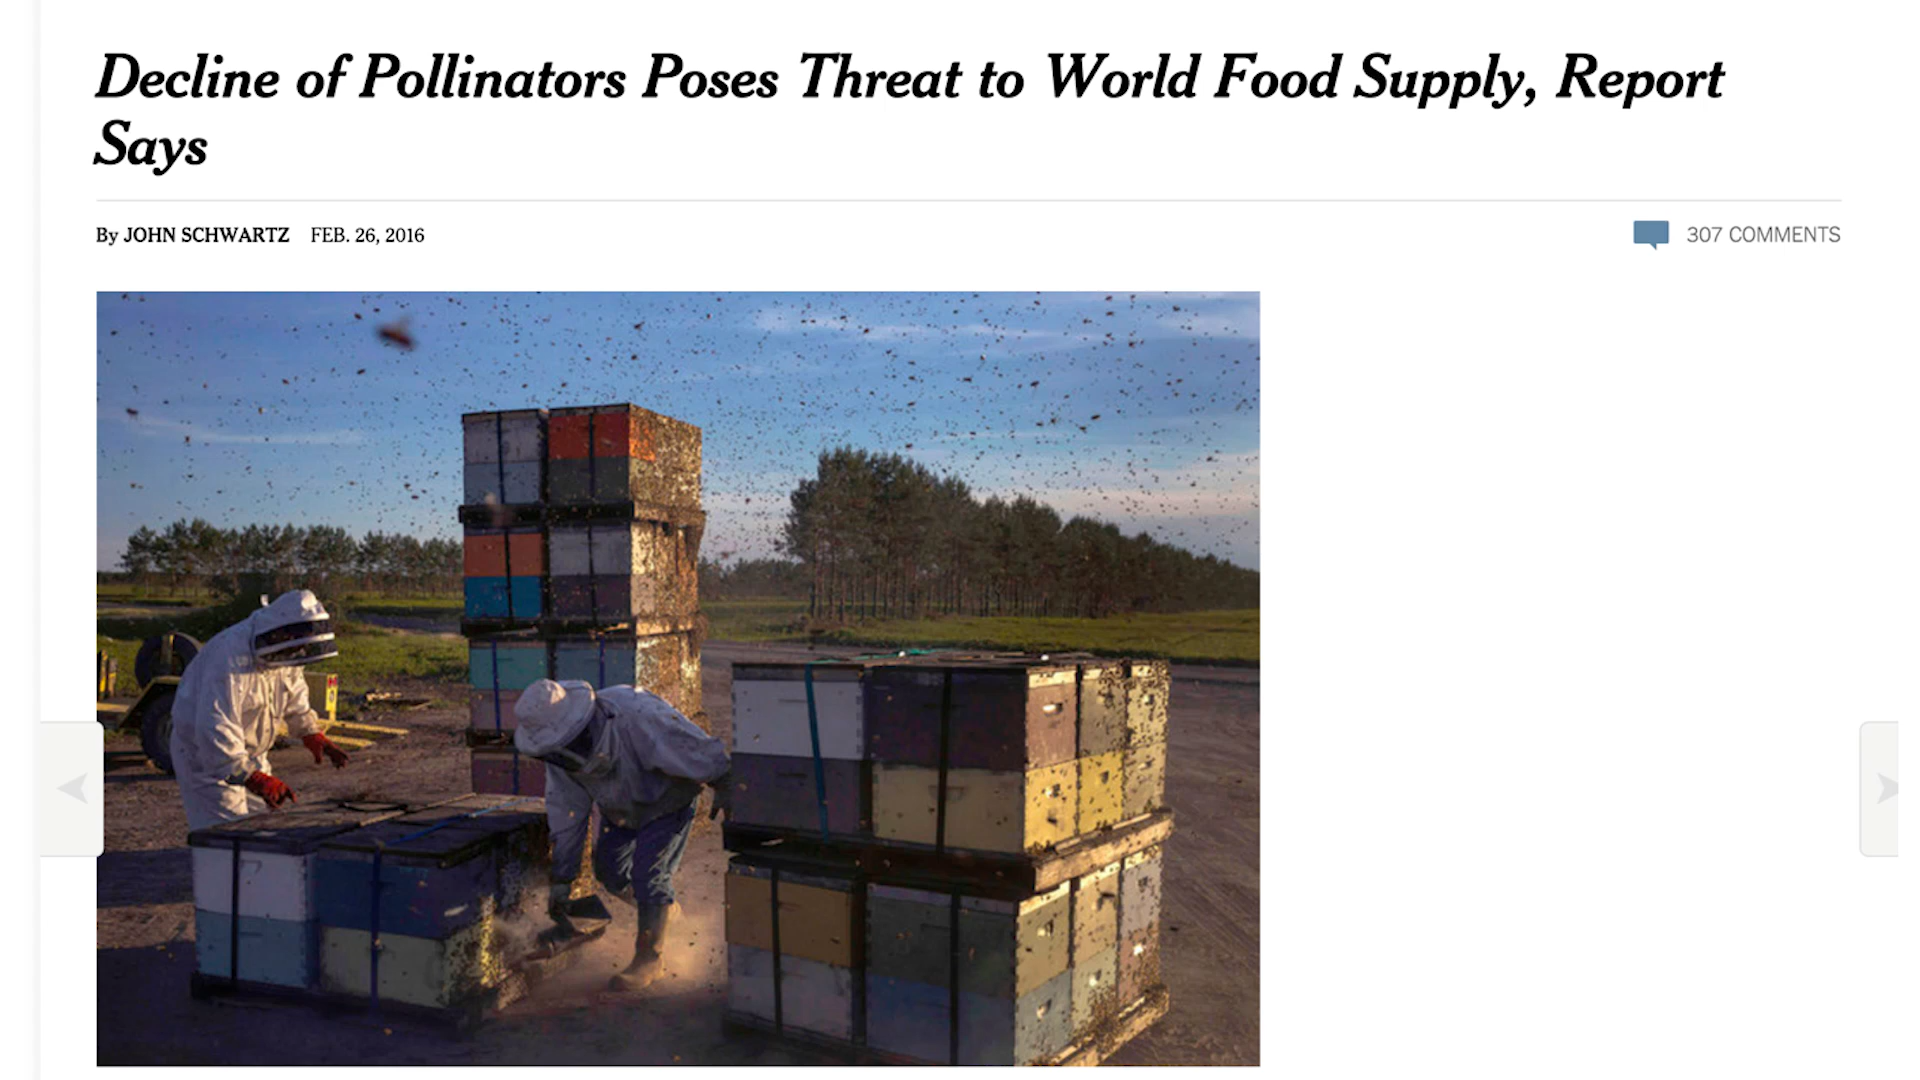 Decline of Pollinators Poses Threat to World Food Supply, Report
Says
By JOHN SCHWARTZ FEB. 26, 2016
307 COMMENTS